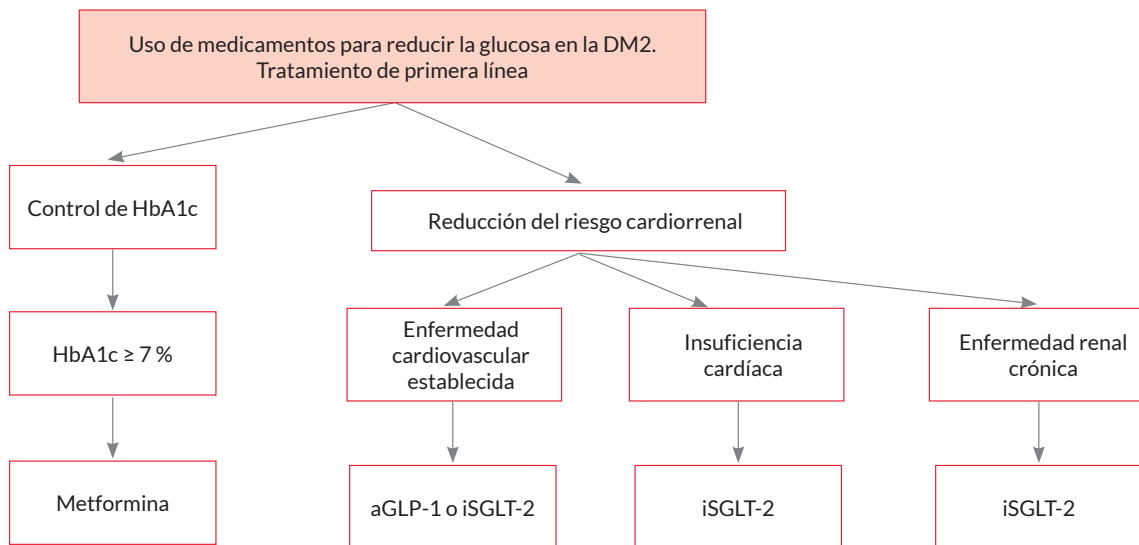 Uso de medicamentos para reducir la glucosa en la DM2.
Tratamiento de primera línea
Control de HbA1c
Reducción del riesgo cardiorrenal
HbA1c ≥ 7 %
Enfermedad
cardiovascular
establecida
Insuficiencia
cardíaca
Enfermedad renal
crónica
Metformina
aGLP-1 o iSGLT-2
iSGLT-2
iSGLT-2